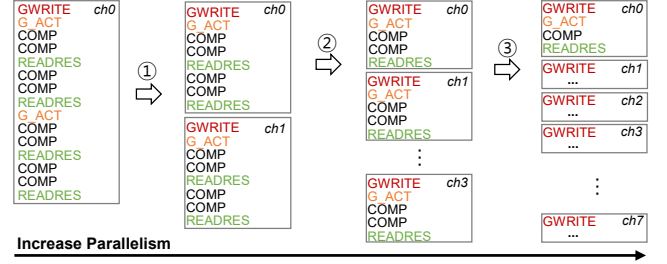 GWRITE ch0
G_ACT
COMP
COMP
READRES
COMP
COMP
READRES
G_ACT
COMP
COMP
READRES
COMP
COMP
READRES
①
GWRITE ch0
G_ACT
COMP
COMP
READRES
COMP
COMP
READRES
GWRITE ch1
G_ACT
COMP
COMP
READRES
COMP
COMP
READRES
②
GWRITE ch0
G_ACT
COMP
COMP
READRES
GWRITE ch1
G_ACT
COMP
COMP
READRES
⋮
GWRITE ch3
G_ACT
COMP
COMP
READRES
③
GWRITE ch0
G_ACT
COMP
READRES
GWRITE ch1
...
GWRITE ch2
...
GWRITE ch3
...
⋮
GWRITE ch7
...
Increase Parallelism